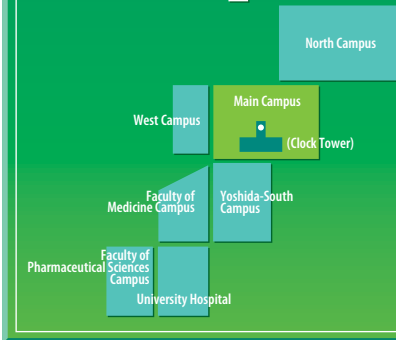 North Campus
Main Campus
West Campus
(Clock Tower)
Faculty of
Medicine Campus
Yoshida-South
Campus
Faculty of
Pharmaceutical Sciences
Campus
University Hospital